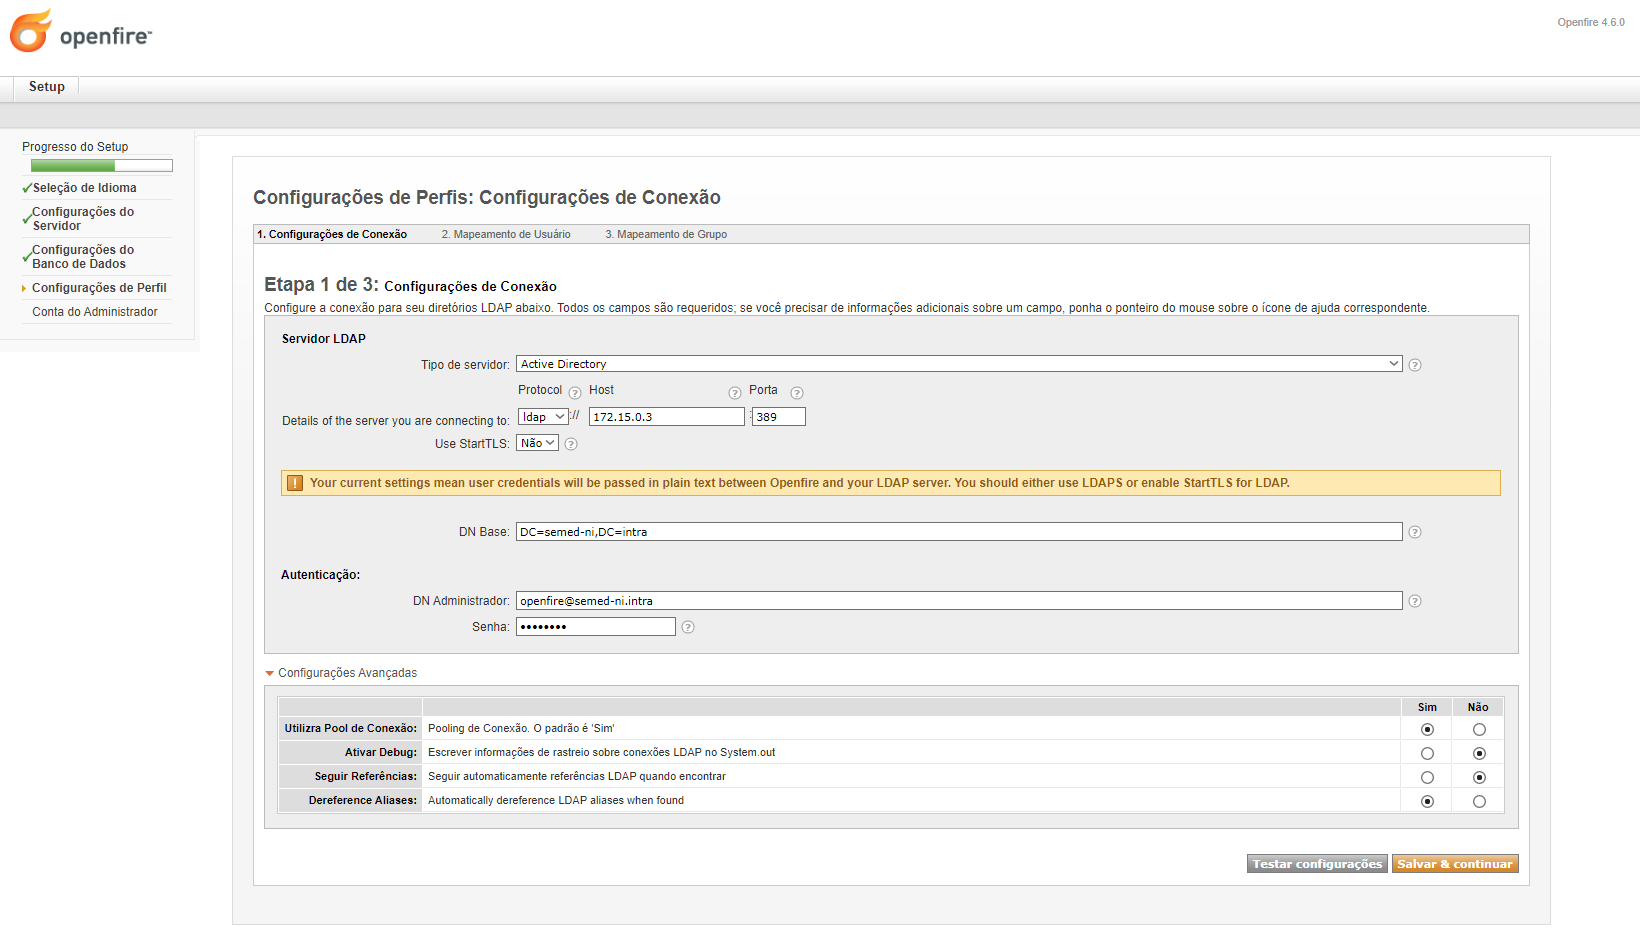 openfire™
Openfire 4.6.0
Setup
Progresso do Setup
Seleção de Idioma
Configurações do
Servidor
Configurações do
Banco de Dados
Configurações de Perfil
Conta do Administrador
Configurações de Perfis: Configurações de Conexão
1. Configurações de Conexão 2. Mapeamento de Usuário 3. Mapeamento de Grupo
Etapa 1 de 3: Configurações de Conexão
Configure a conexão para seu diretórios LDAP abaixo. Todos os campos são requeridos; se você precisar de informações adicionais sobre um campo, ponha o ponteiro do mouse sobre o ícone de ajuda correspondente.
Servidor LDAP
Tipo de servidor: Active Directory ?
Protocol ? Host ? Porta ?
Details of the server you are connecting to: ldap :// 172.15.0.3 : 389
Use StartTLS: Não ?
! Your current settings mean user credentials will be passed in plain text between Openfire and your LDAP server. You should either use LDAPS or enable StartTLS for LDAP.
DN Base: DC=semed-ni,DC=intra ?
Autenticação:
DN Administrador: openfire@semed-ni.intra ?
Senha: •••••••• ?
Configurações Avançadas
Sim Não
Utilizra Pool de Conexão: Pooling de Conexão. O padrão é 'Sim'
Ativar Debug: Escrever informações de rastreio sobre conexões LDAP no System.out
Seguir Referências: Seguir automaticamente referências LDAP quando encontrar
Dereference Aliases: Automatically dereference LDAP aliases when found
Testar configurações Salvar & continuar